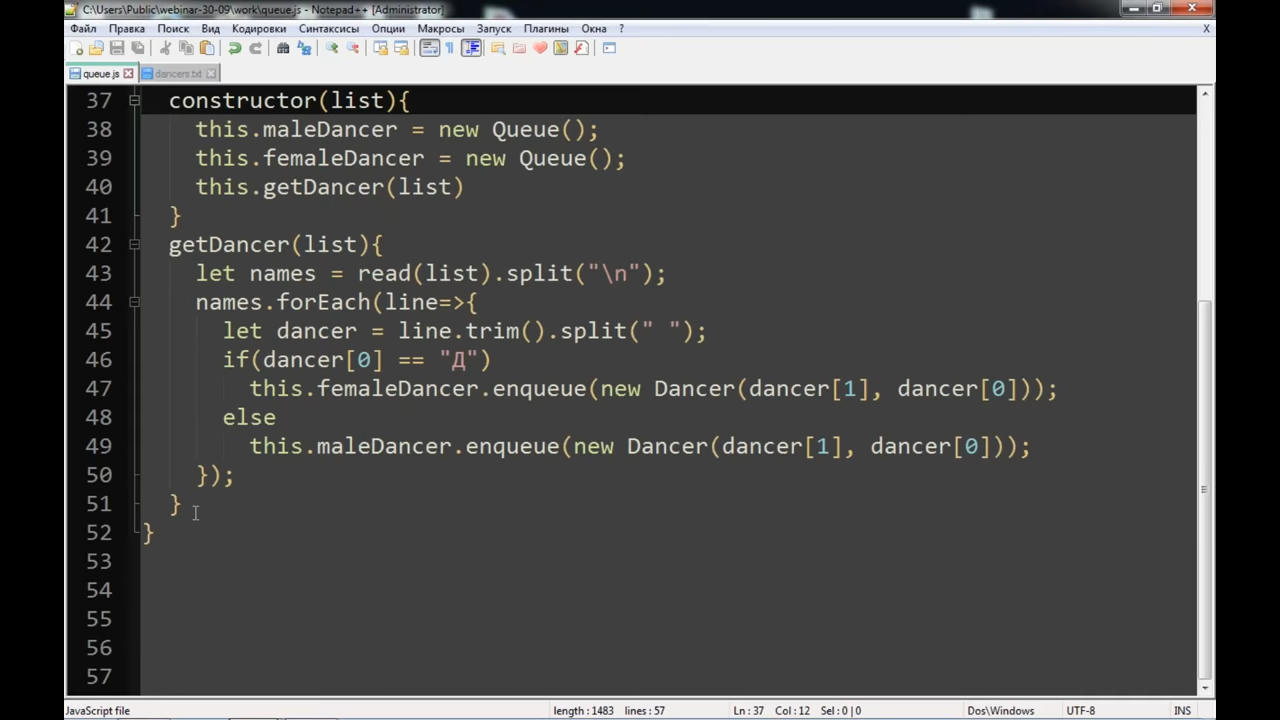 C:\Users\Public\webinar-30-09\work\queue.js - Notepad++ [Administrator]
Файл Правка Поиск Вид Кодировки Синтаксисы Опции Макросы Запуск Плагины Окна ? X
queue.js dancers.txt
37 constructor(list){
38 this.maleDancer = new Queue();
39 this.femaleDancer = new Queue();
40 this.getDancer(list)
41 }
42 getDancer(list){
43 let names = read(list).split("\n");
44 names.forEach(line=>{
45 let dancer = line.trim().split(" ");
46 if(dancer[0] == "Д")
47 this.femaleDancer.enqueue(new Dancer(dancer[1], dancer[0]));
48 else
49 this.maleDancer.enqueue(new Dancer(dancer[1], dancer[0]));
50 });
51 }
52 }
53
54
55
56
57
JavaScript file length : 1483 lines : 57 Ln : 37 Col : 12 Sel : 0 | 0 Dos\Windows UTF-8 INS